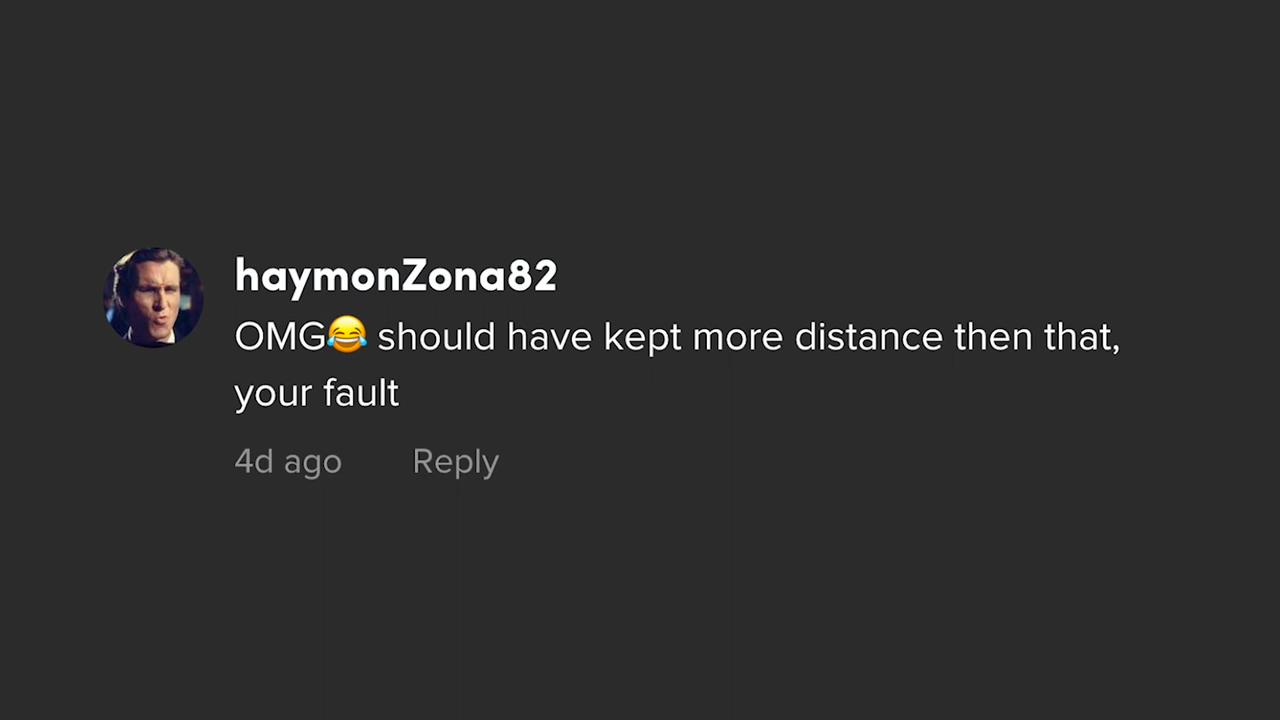 haymonZona82
OMG😂 should have kept more distance then that,
your fault
4d ago Reply